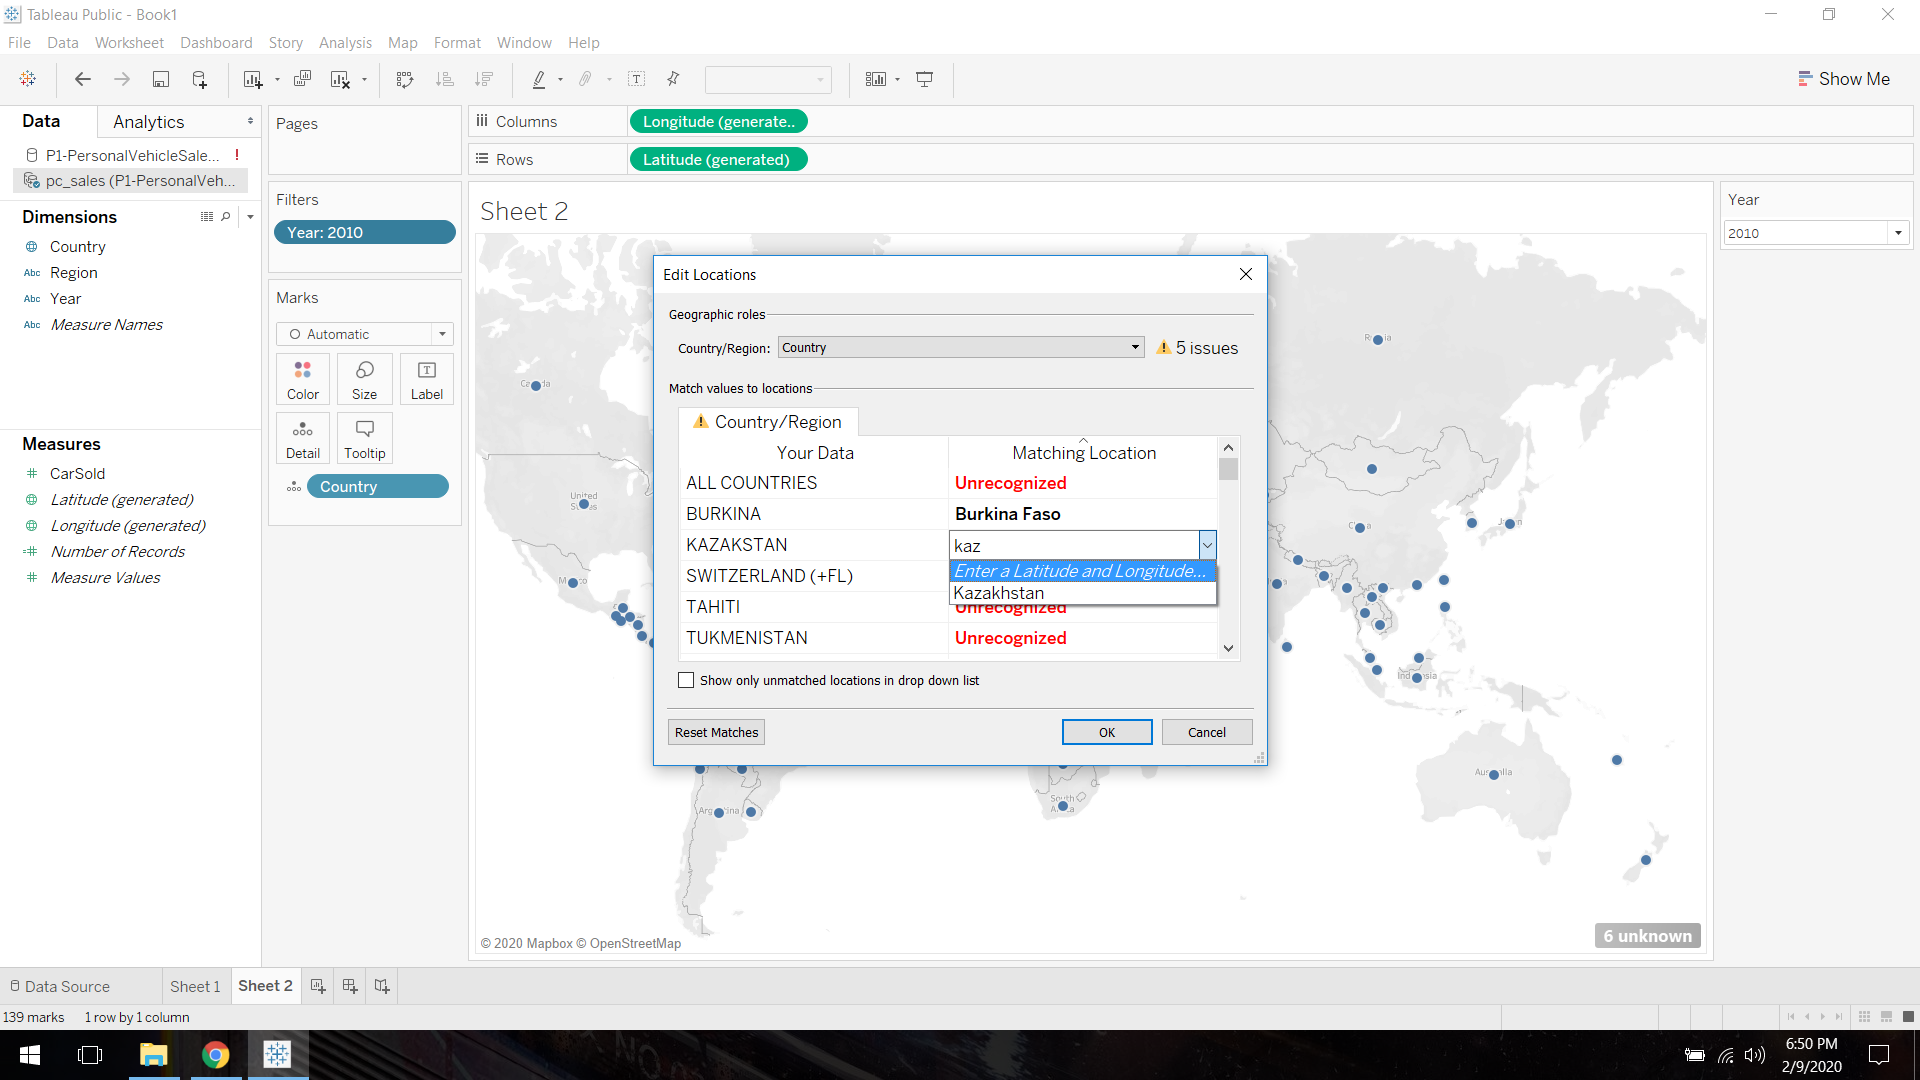 Tableau Public - Book1
File Data Worksheet Dashboard Story Analysis Map Format Window Help
Show Me
Data Analytics
P1-PersonalVehicleSale... !
pc_sales (P1-PersonalVeh...
Dimensions
Country
Abc Region
Abc Year
Abc Measure Names
Measures
CarSold
Latitude (generated)
Longitude (generated)
Number of Records
Measure Values
Pages
Filters
Year: 2010
Marks
Automatic
Color Size Label
Detail Tooltip
Country
Columns Longitude (generate..
Rows Latitude (generated)
Sheet 2
Year
2010
Edit Locations
Geographic roles
Country/Region: Country 5 issues
Match values to locations
Country/Region
Your Data Matching Location
ALL COUNTRIES Unrecognized
BURKINA Burkina Faso
KAZAKSTAN kaz
Enter a Latitude and Longitude...
Kazakhstan
SWITZERLAND (+FL)
TAHITI Unrecognized
TUKMENISTAN Unrecognized
Show only unmatched locations in drop down list
Reset Matches OK Cancel
United
South
© 2020 Mapbox © OpenStreetMap
6 unknown
Data Source Sheet 1 Sheet 2
139 marks 1 row by 1 column
6:50 PM
2/9/2020